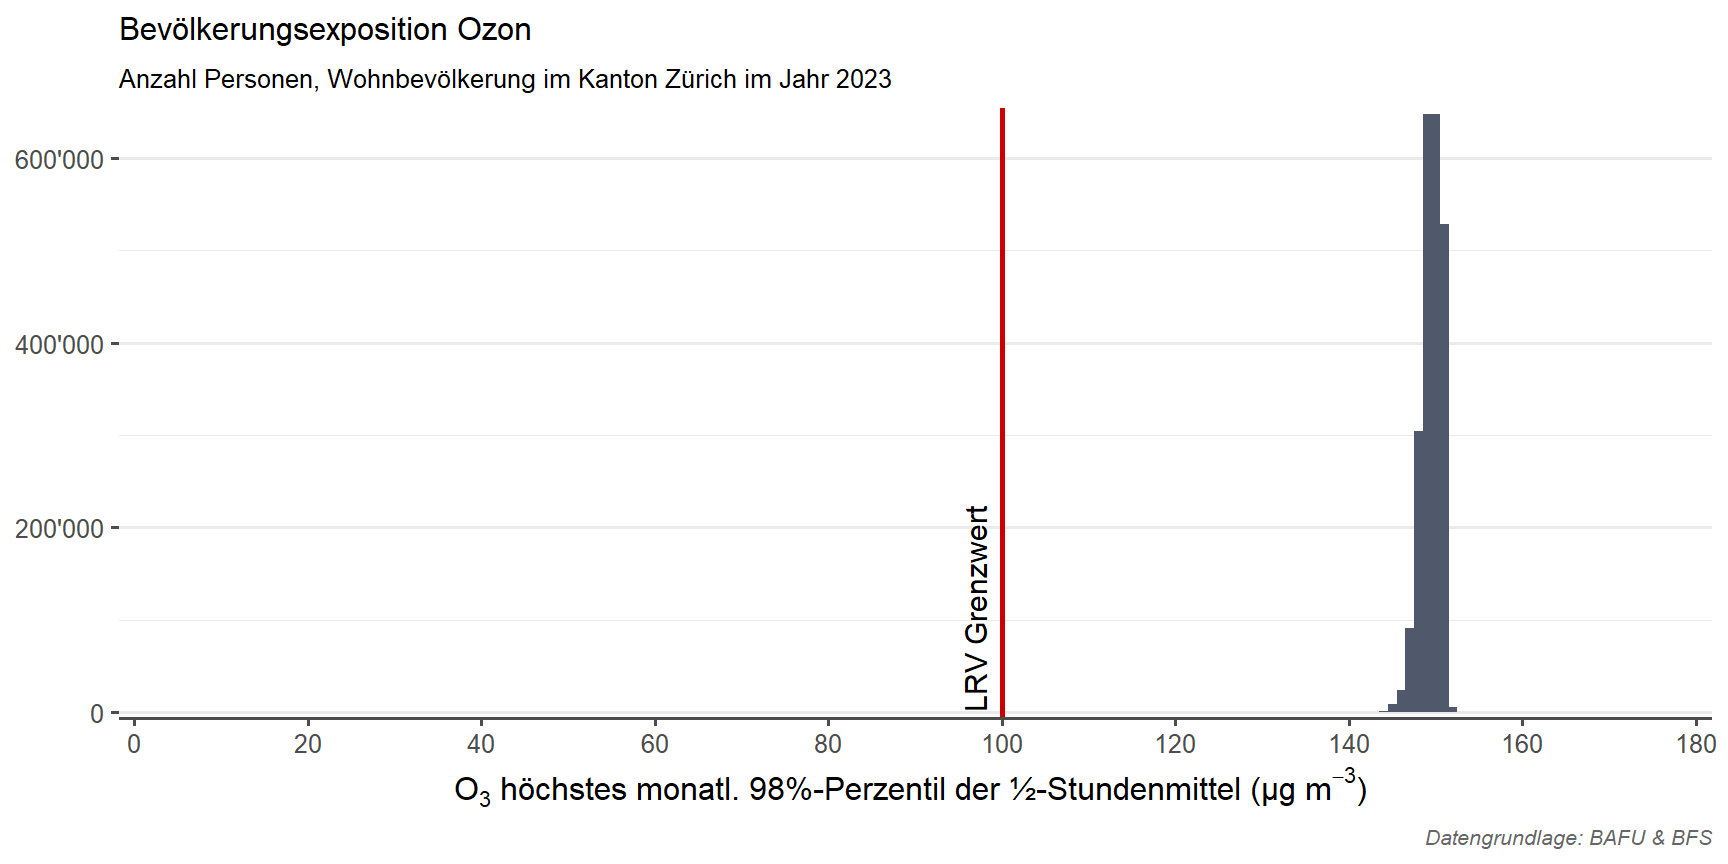 Bevölkerungsexposition Ozon
Anzahl Personen, Wohnbevölkerung im Kanton Zürich im Jahr 2023
600'000
400'000
200'000
0
LRV Grenzwert
0 20 40 60 80 100 120 140 160 180
O₃ höchstes monatl. 98%-Perzentil der ½-Stundenmittel (µg m⁻³)
Datengrundlage: BAFU & BFS